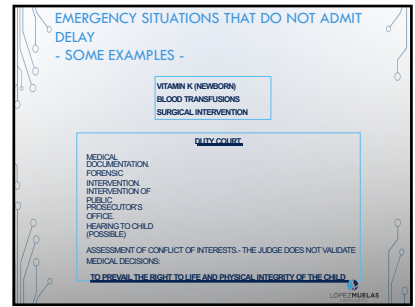 EMERGENCY SITUATIONS THAT DO NOT ADMIT
DELAY
- SOME EXAMPLES -
VITAMIN K (NEWBORN)
BLOOD TRANSFUSIONS
SURGICAL INTERVENTION
DUTY COURT
MEDICAL
DOCUMENTATION.
FORENSIC
INTERVENTION.
INTERVENTION OF
PUBLIC
PROSECUTOR'S
OFFICE.
HEARING TO CHILD
(POSSIBLE)
ASSESSMENT OF CONFLICT OF INTERESTS.- THE JUDGE DOES NOT VALIDATE
MEDICAL DECISIONS:
TO PREVAIL THE RIGHT TO LIFE AND PHYSICAL INTEGRITY OF THE CHILD
LOPEZMUELAS